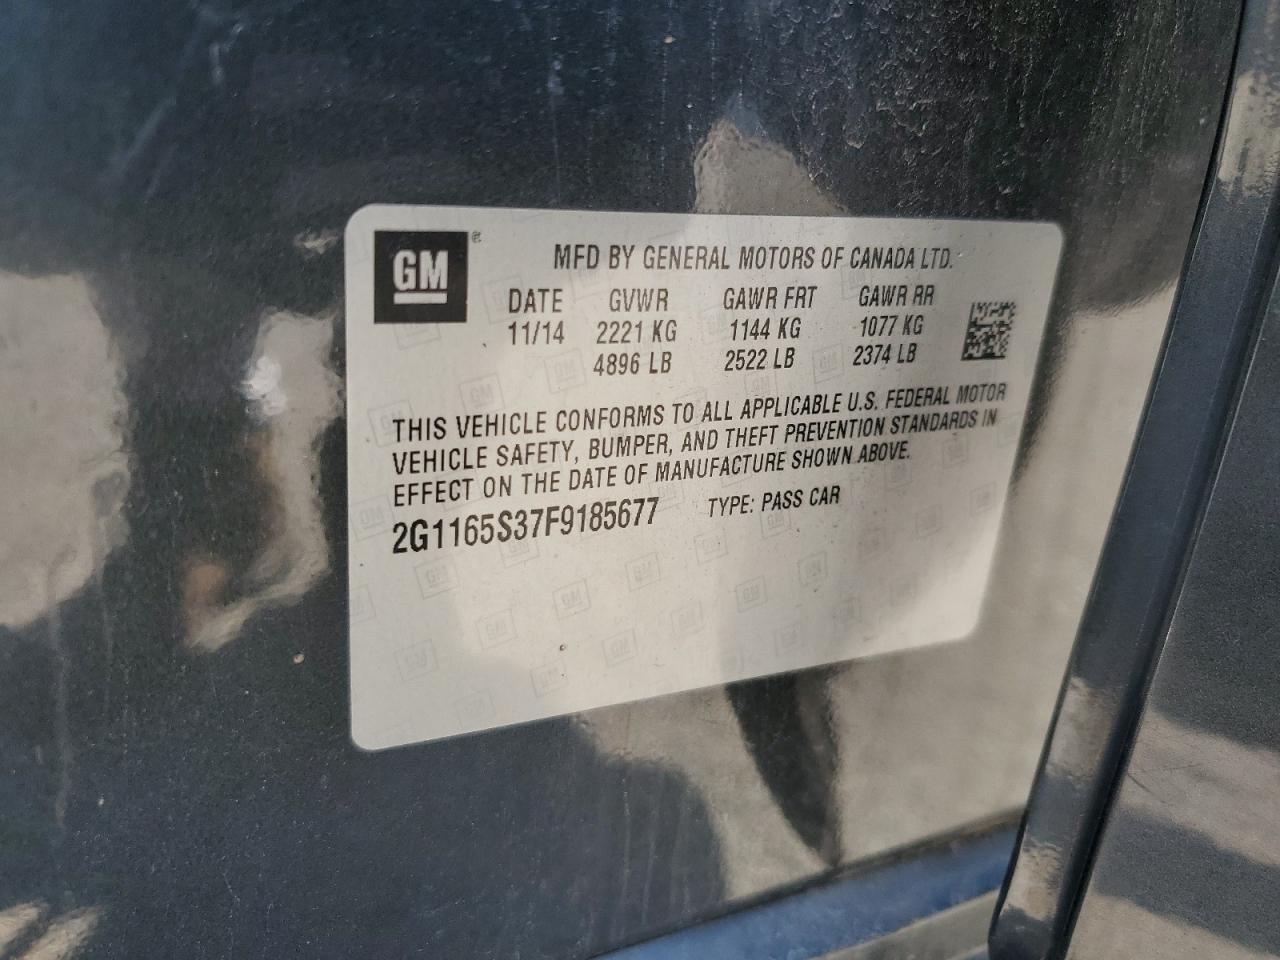 GM ®
MFD BY GENERAL MOTORS OF CANADA LTD.
DATE GVWR GAWR FRT GAWR RR
11/14 2221 KG 1144 KG 1077 KG
4896 LB 2522 LB 2374 LB
THIS VEHICLE CONFORMS TO ALL APPLICABLE U.S. FEDERAL MOTOR
VEHICLE SAFETY, BUMPER, AND THEFT PREVENTION STANDARDS IN
EFFECT ON THE DATE OF MANUFACTURE SHOWN ABOVE.
2G1165S37F9185677 TYPE: PASS CAR